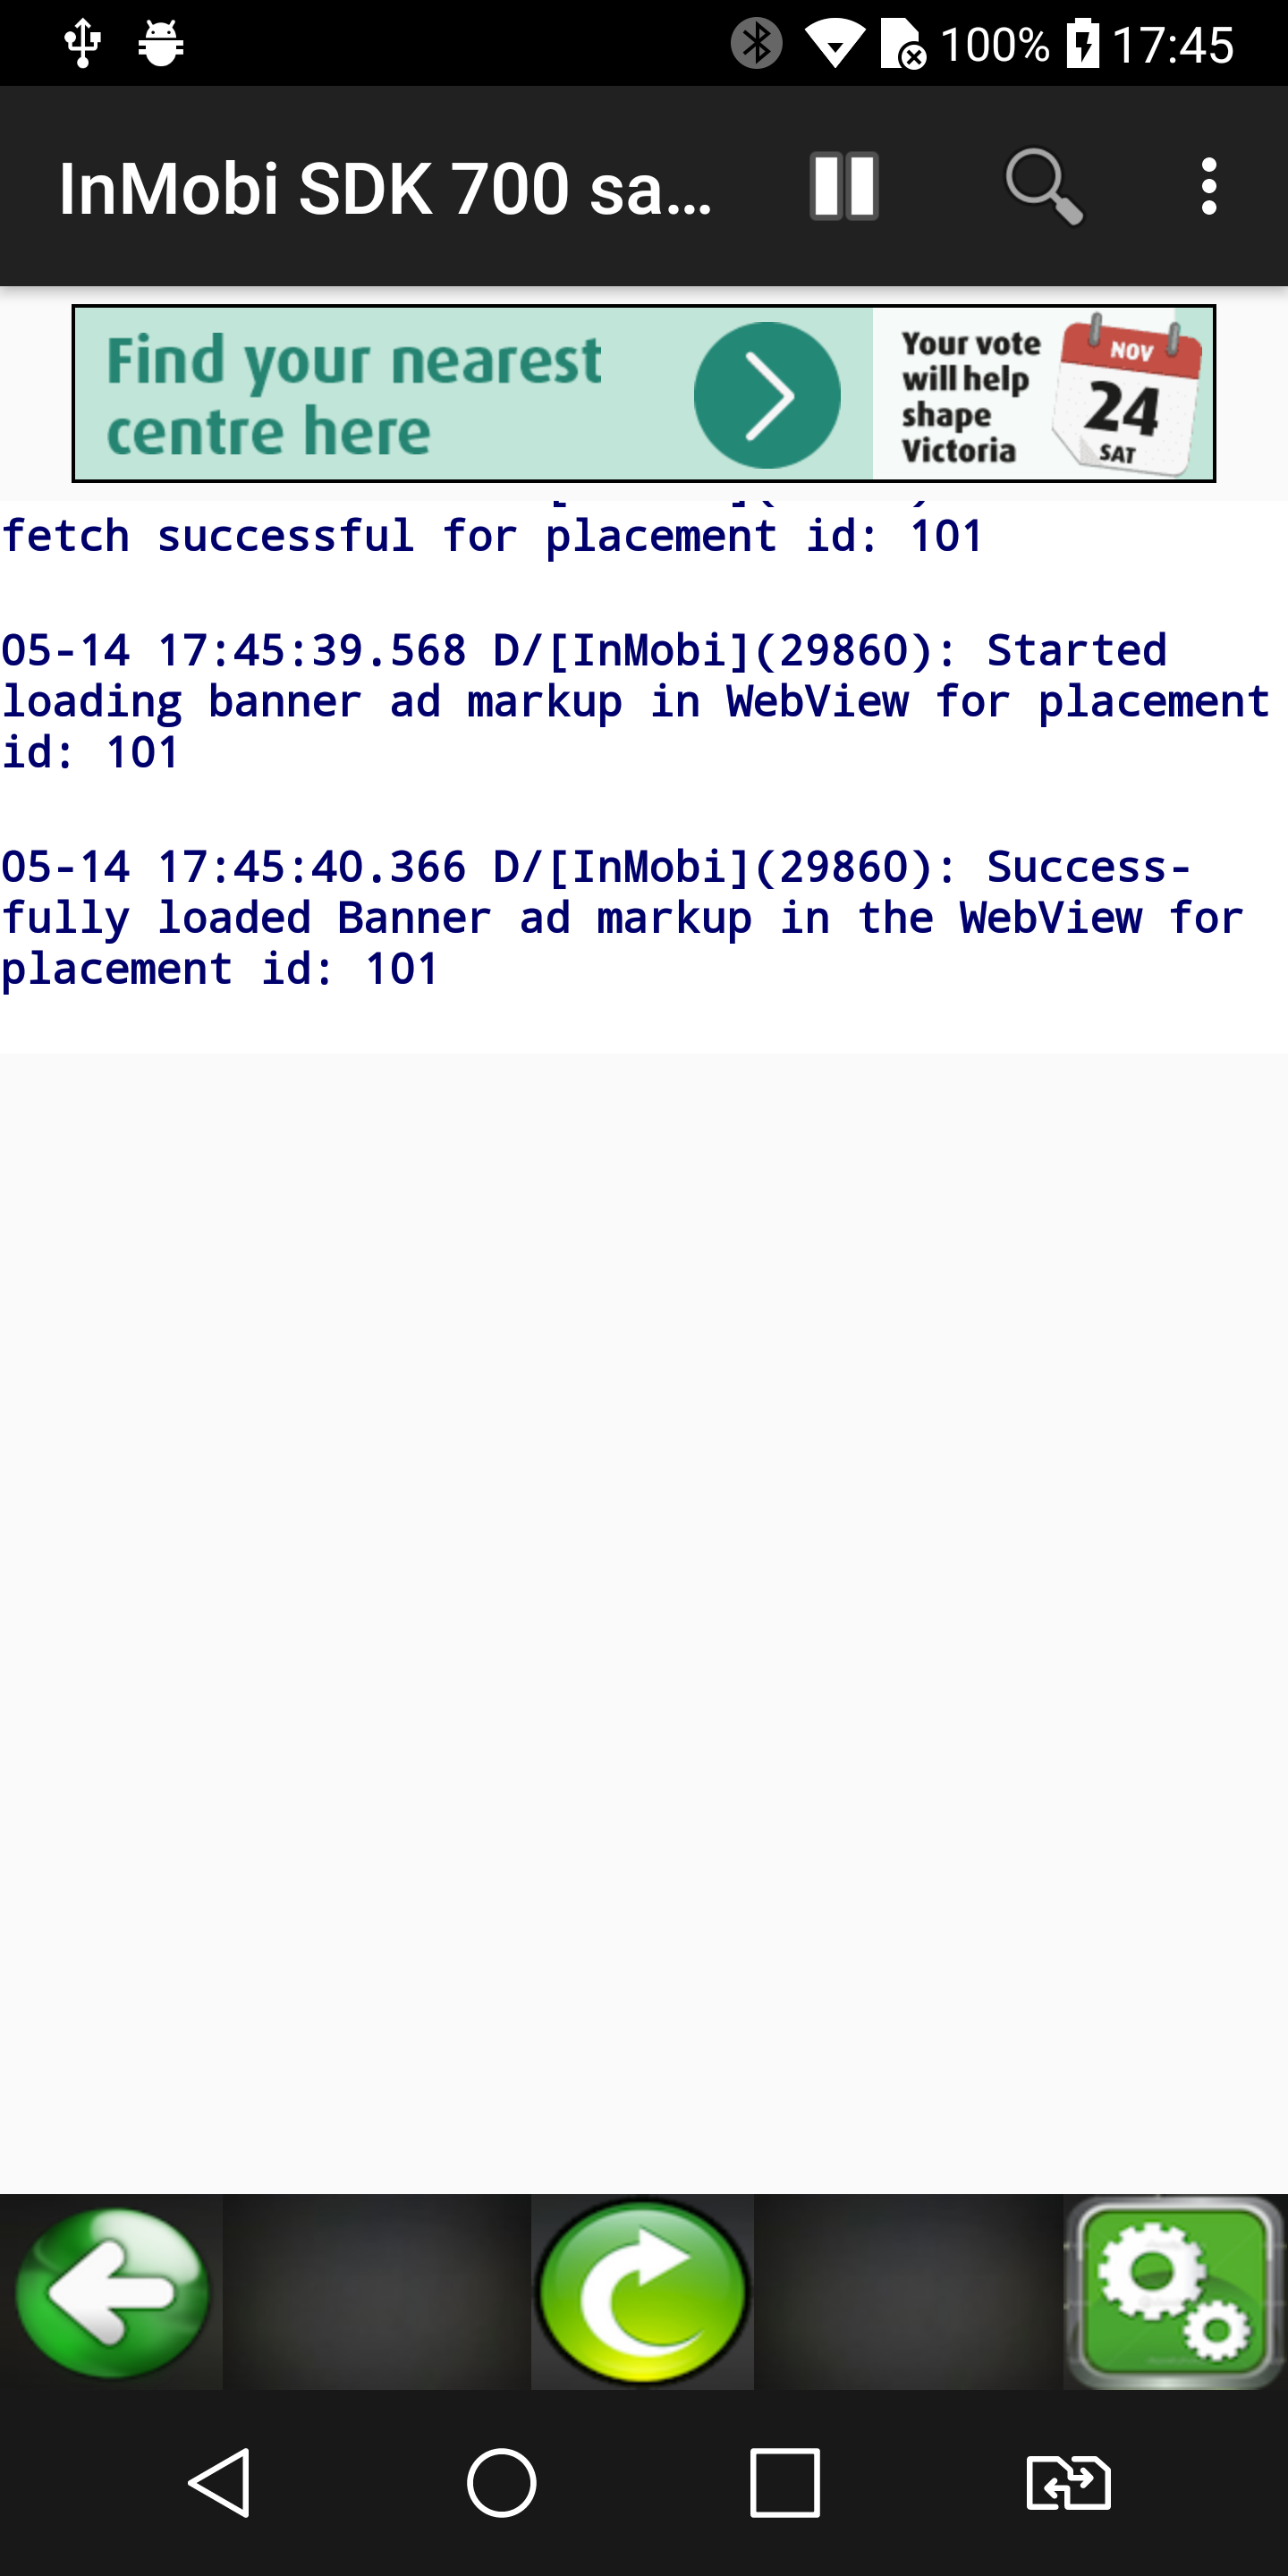 100% 17:45
InMobi SDK 700 sa...
Find your nearest
centre here
Your vote
will help
shape
Victoria
NOV
24
SAT
fetch successful for placement id: 101
05-14 17:45:39.568 D/[InMobi](29860): Started
loading banner ad markup in WebView for placement
id: 101
05-14 17:45:40.366 D/[InMobi](29860): Success-
fully loaded Banner ad markup in the WebView for
placement id: 101